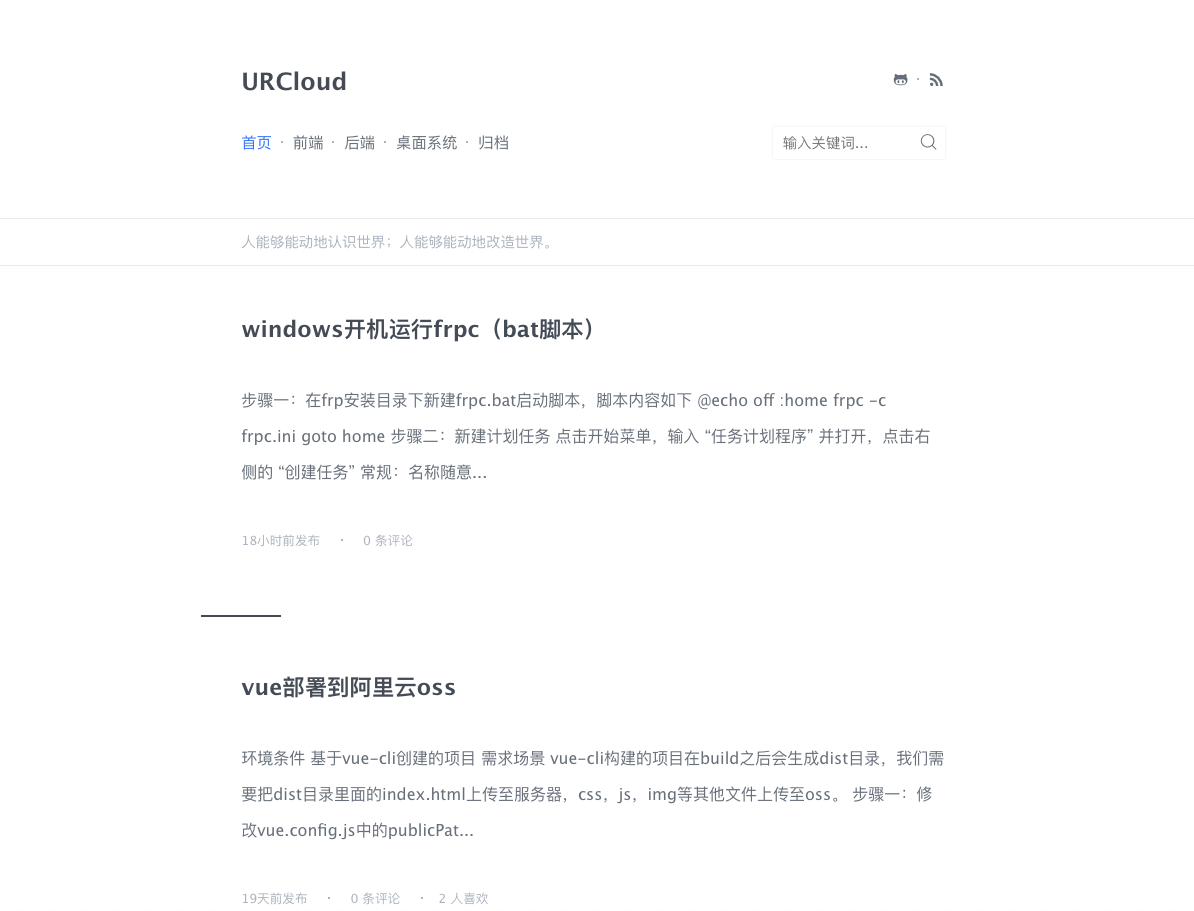 URCloud
·
首页 · 前端 · 后端 · 桌面系统 · 归档
输入关键词...
人能够能动地认识世界；人能够能动地改造世界。
windows开机运行frpc（bat脚本）
步骤一：在frp安装目录下新建frpc.bat启动脚本，脚本内容如下 @echo off :home frpc -c
frpc.ini goto home 步骤二：新建计划任务 点击开始菜单，输入 “任务计划程序” 并打开，点击右
侧的 “创建任务” 常规：名称随意...
18小时前发布 · 0 条评论
vue部署到阿里云oss
环境条件 基于vue-cli创建的项目 需求场景 vue-cli构建的项目在build之后会生成dist目录，我们需
要把dist目录里面的index.html上传至服务器，css，js，img等其他文件上传至oss。 步骤一：修
改vue.config.js中的publicPat...
19天前发布 · 0 条评论 · 2 人喜欢